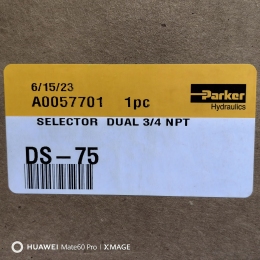 6/15/23
A0057701 1pc
Parker
Hydraulics
SELECTOR DUAL 3/4 NPT
DS-75
HUAWEI Mate60 Pro | XMAGE